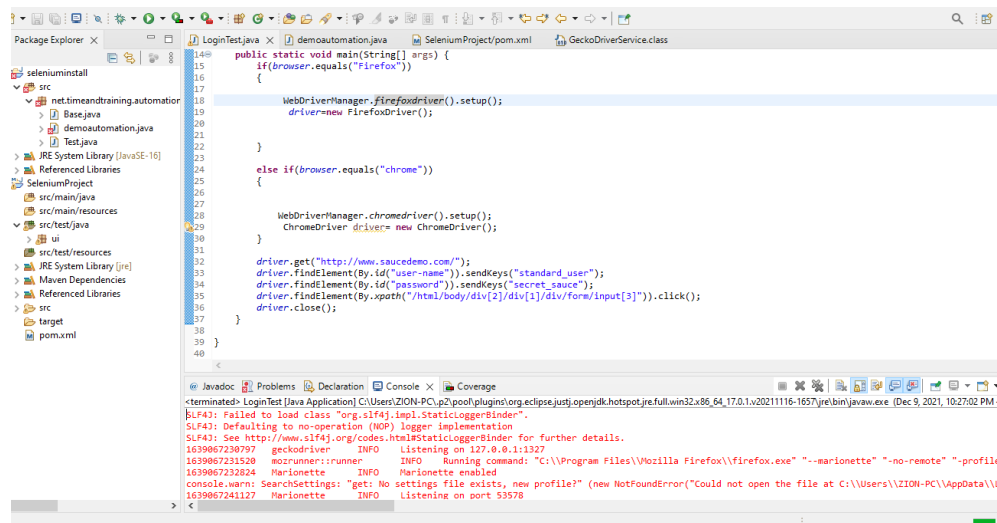 Package Explorer
seleniuminstall
src
net.timeandtraining.automation
Base.java
demoautomation.java
Test.java
JRE System Library [JavaSE-16]
Referenced Libraries
SeleniumProject
src/main/java
src/main/resources
src/test/java
ui
src/test/resources
JRE System Library [jre]
Maven Dependencies
Referenced Libraries
src
target
pom.xml
LoginTest.java demoautomation.java SeleniumProject/pom.xml GeckoDriverService.class
14 public static void main(String[] args) {
15 if(browser.equals("Firefox"))
16 {
17
18 WebDriverManager.firefoxdriver().setup();
19 driver=new FirefoxDriver();
20
21
22 }
23
24 else if(browser.equals("chrome"))
25 {
26
27
28 WebDriverManager.chromedriver().setup();
29 ChromeDriver driver= new ChromeDriver();
30 }
31
32 driver.get("http://www.saucedemo.com/");
33 driver.findElement(By.id("user-name")).sendKeys("standard_user");
34 driver.findElement(By.id("password")).sendKeys("secret_sauce");
35 driver.findElement(By.xpath("/html/body/div[2]/div[1]/div/form/input[3]")).click();
36 driver.close();
37 }
38
39 }
40
@ Javadoc Problems Declaration Console Coverage
<terminated> LoginTest [Java Application] C:\Users\ZION-PC\.p2\pool\plugins\org.eclipse.justj.openjdk.hotspot.jre.full.win32.x86_64_17.0.1.v20211116-1657\jre\bin\javaw.exe (Dec 9, 2021, 10:27:02 PM
SLF4J: Failed to load class "org.slf4j.impl.StaticLoggerBinder".
SLF4J: Defaulting to no-operation (NOP) logger implementation
SLF4J: See http://www.slf4j.org/codes.html#StaticLoggerBinder for further details.
1639067230797 geckodriver INFO Listening on 127.0.0.1:1327
1639067231520 mozrunner::runner INFO Running command: "C:\\Program Files\\Mozilla Firefox\\firefox.exe" "--marionette" "-no-remote" "-profile
1639067232824 Marionette INFO Marionette enabled
console.warn: SearchSettings: "get: No settings file exists, new profile?" (new NotFoundError("Could not open the file at C:\\Users\\ZION-PC\\AppData\\
1639067241127 Marionette INFO Listening on port 53578